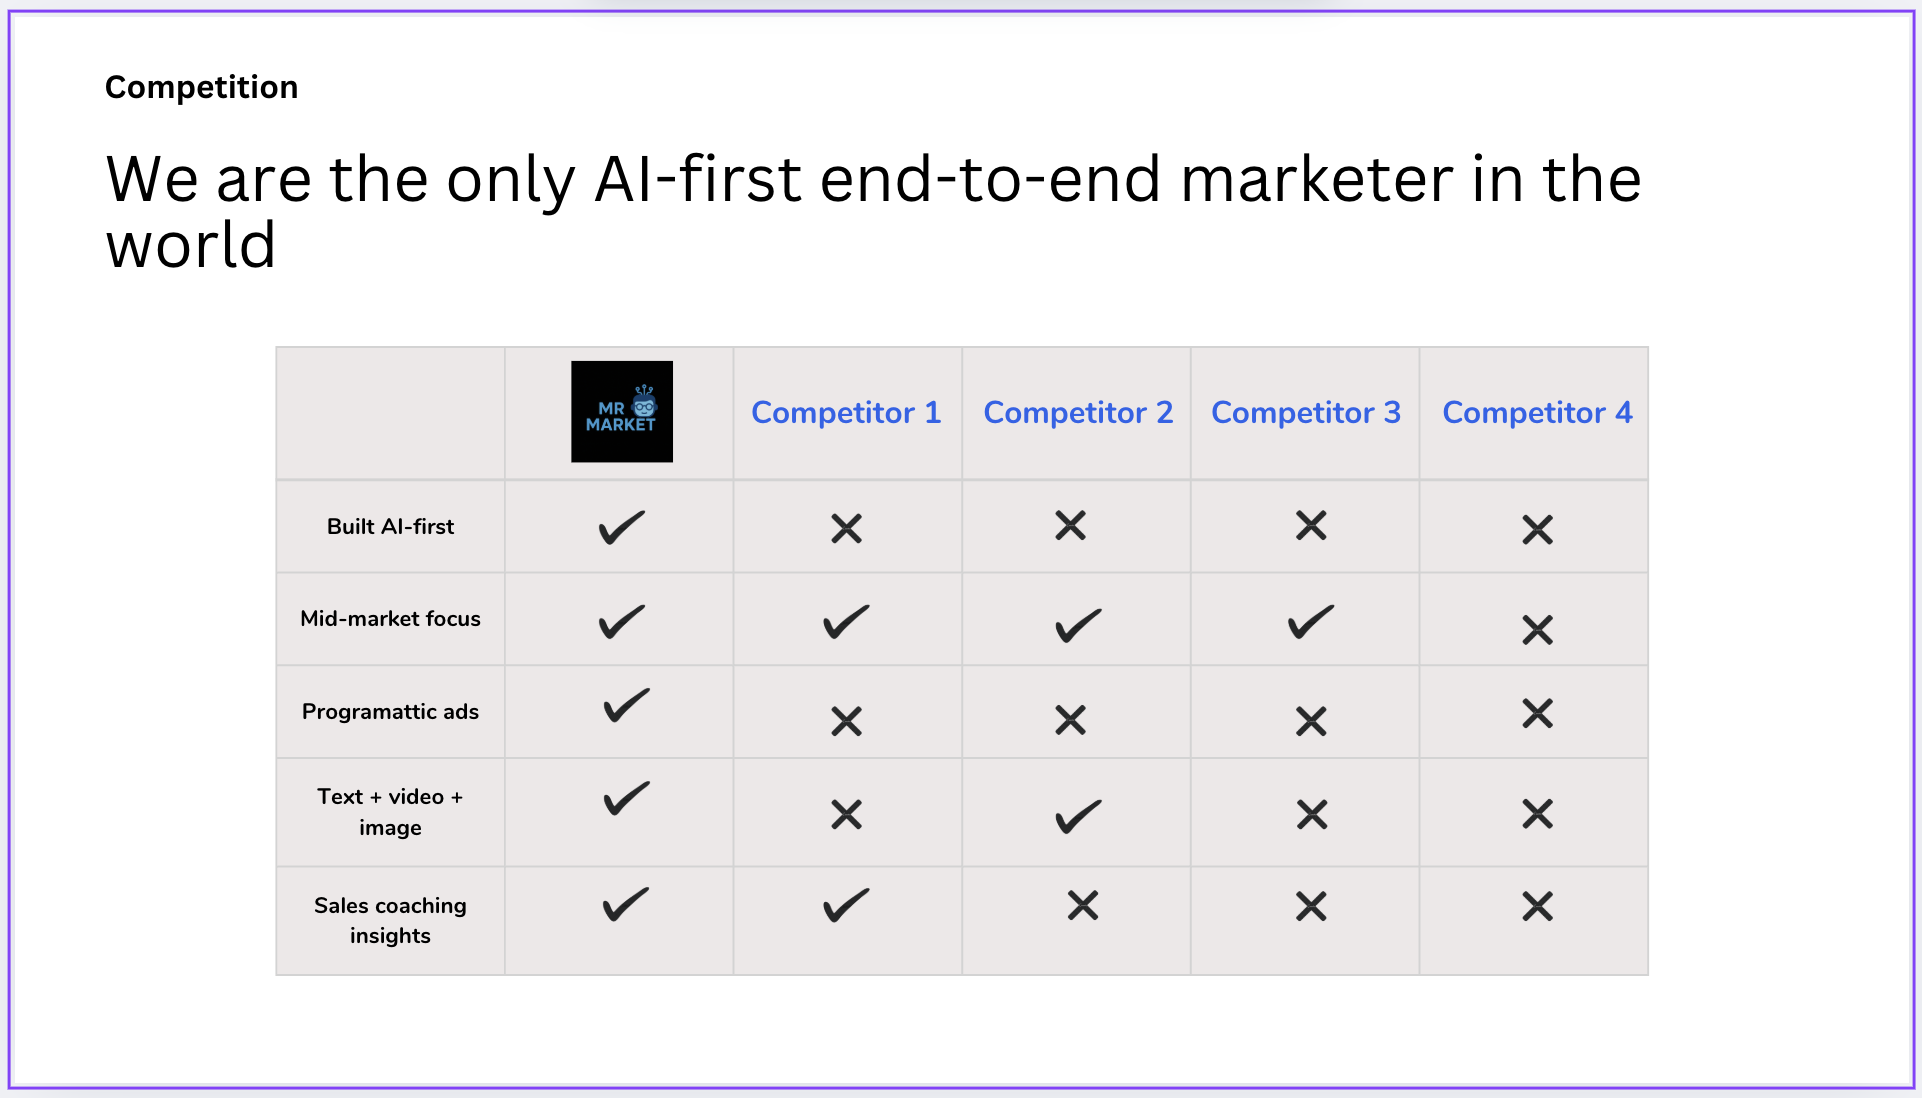 Competition
We are the only AI-first end-to-end marketer in the
world
MR
MARKET
Competitor 1
Competitor 2
Competitor 3
Competitor 4
Built AI-first
Mid-market focus
Programattic ads
Text + video +
image
Sales coaching
insights